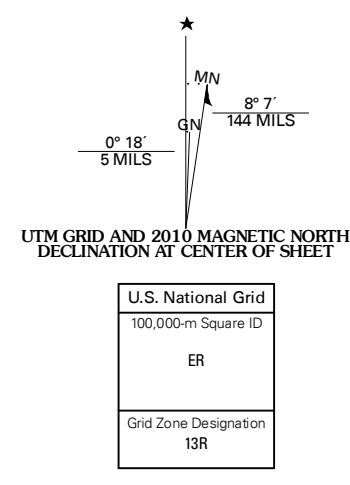 ★
MN
GN
8° 7´
144 MILS
0° 18´
5 MILS
UTM GRID AND 2010 MAGNETIC NORTH
DECLINATION AT CENTER OF SHEET
U.S. National Grid
100,000-m Square ID
ER
Grid Zone Designation
13R